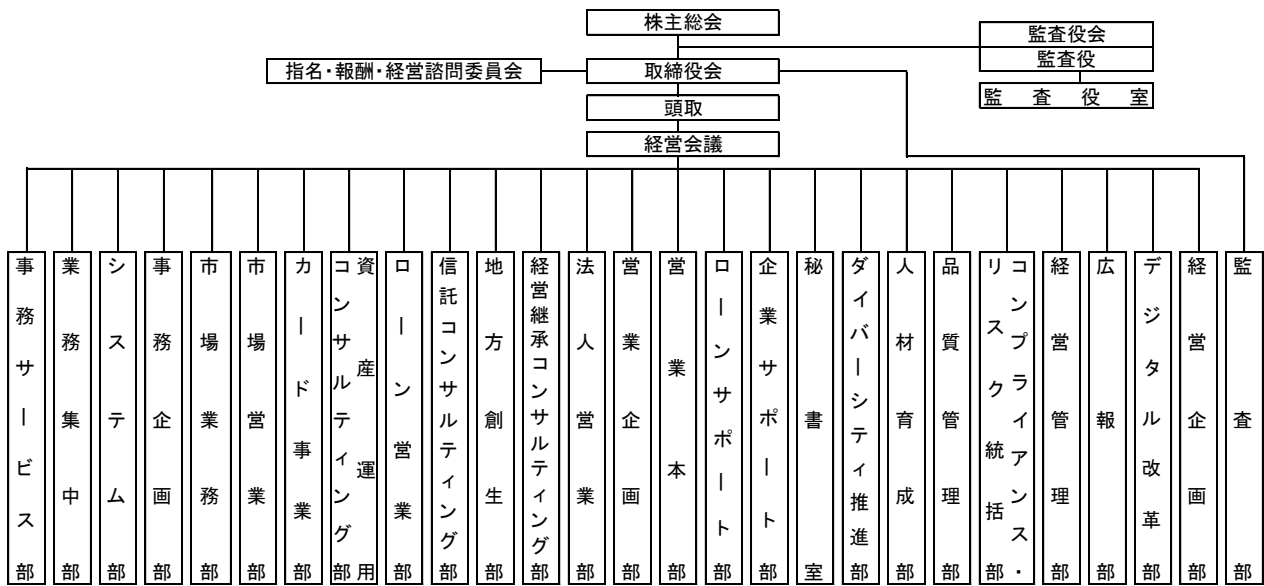 株主総会
監査役会
監査役
監査役室
指名・報酬・経営諮問委員会
取締役会
頭取
経営会議
監査部
経営企画部
デジタル改革部
広報部
経営管理部
コンプライアンス・
リスク統括部
品質管理部
人材育成部
ダイバーシティ推進部
秘書室
企業サポート部
ローンサポート部
営業本部
営業企画部
法人営業部
経営継承コンサルティング部
地方創生部
信託コンサルティング部
ローン営業部
資産運用
コンサルティング部
カード事業部
市場営業部
市場業務部
事務企画部
システム部
業務集中部
事務サービス部